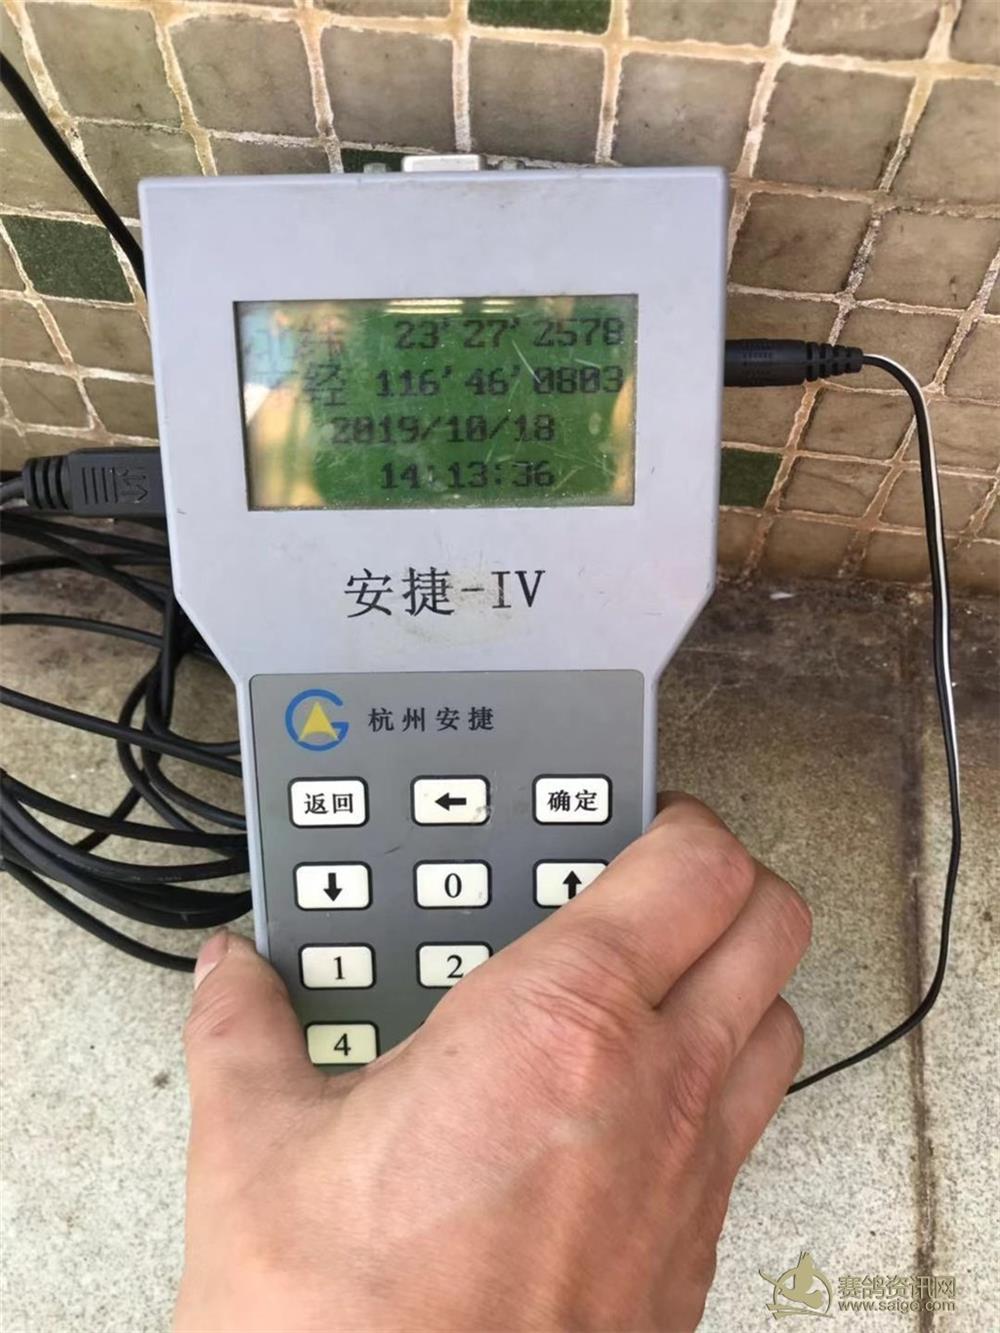 北纬 23' 27' 2578
东经 116' 46' 0803
2019/10/18
14:13:36
安捷-IV
杭州安捷
返回 ← 确定
↓ 0 ↑
1 2
4
赛鸽资讯网
www.saigo.com